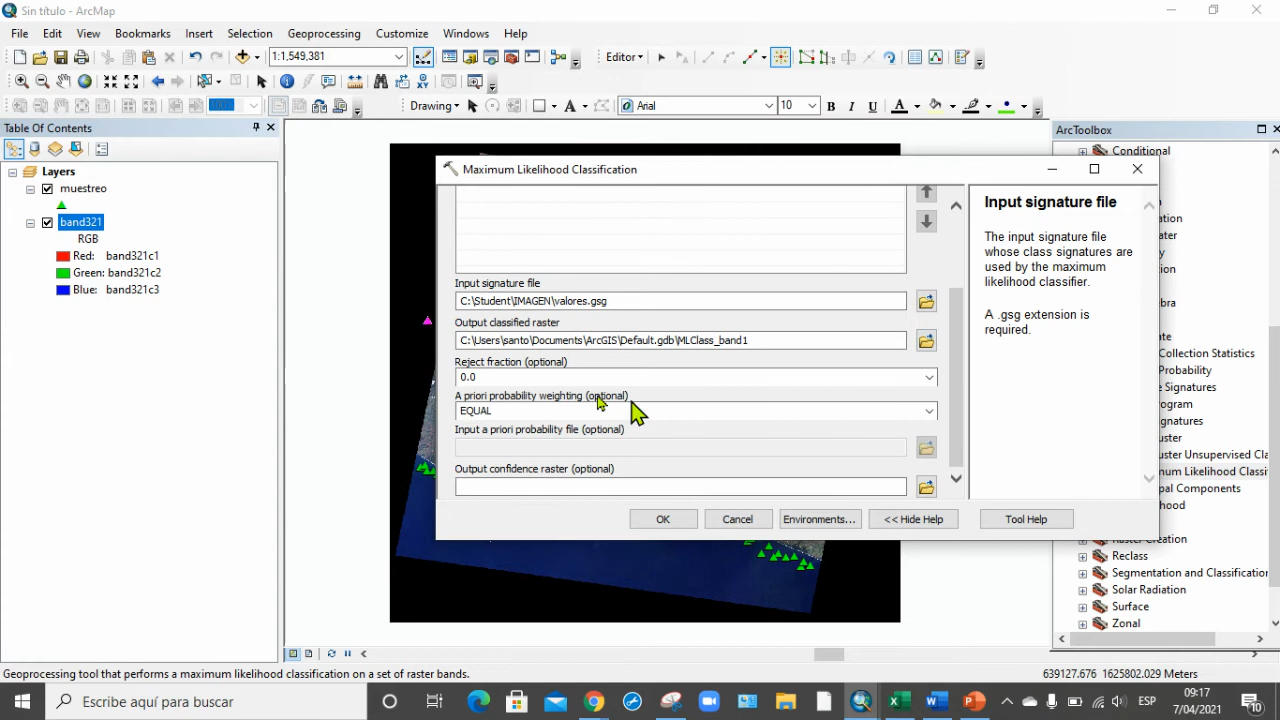 Sin título - ArcMap
File Edit View Bookmarks Insert Selection Geoprocessing Customize Windows Help
1:1,549,381
Editor
Drawing
Arial
10
B I U A
Table Of Contents
Layers
muestreo
band321
RGB
Red: band321c1
Green: band321c2
Blue: band321c3
Maximum Likelihood Classification
Input signature file
C:\Student\IMAGEN\valores.gsg
Output classified raster
C:\Users\santo\Documents\ArcGIS\Default.gdb\MLClass_band1
Reject fraction (optional)
0.0
A priori probability weighting (optional)
EQUAL
Input a priori probability file (optional)
Output confidence raster (optional)
OK
Cancel
Environments...
<< Hide Help
Tool Help
Input signature file
The input signature file
whose class signatures are
used by the maximum
likelihood classifier.
A .gsg extension is
required.
ArcToolbox
Conditional
Collection Statistics
Probability
Principal
Raster Creation
Reclass
Segmentation and Classification
Solar Radiation
Surface
Zonal
Geoprocessing tool that performs a maximum likelihood classification on a set of raster bands.
639127.676 1625802.029 Meters
Escribe aquí para buscar
ESP
09:17
7/04/2021
10